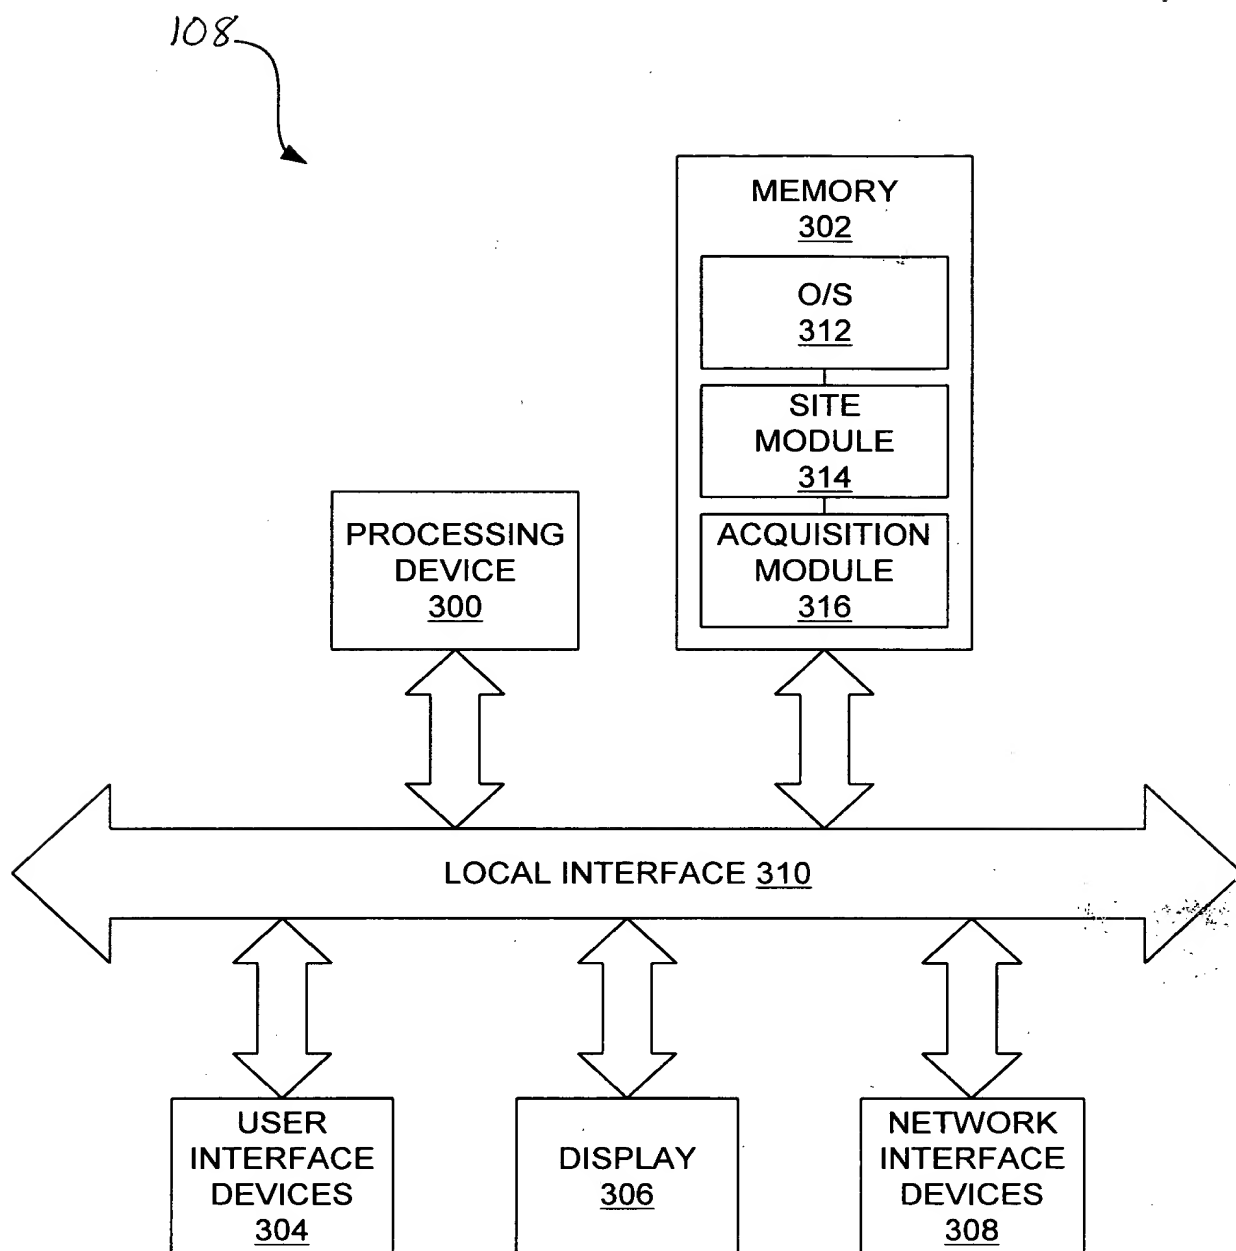 108
MEMORY
302
O/S
312
SITE
MODULE
314
ACQUISITION
MODULE
316
PROCESSING
DEVICE
300
LOCAL INTERFACE 310
USER
INTERFACE
DEVICES
304
DISPLAY
306
NETWORK
INTERFACE
DEVICES
308